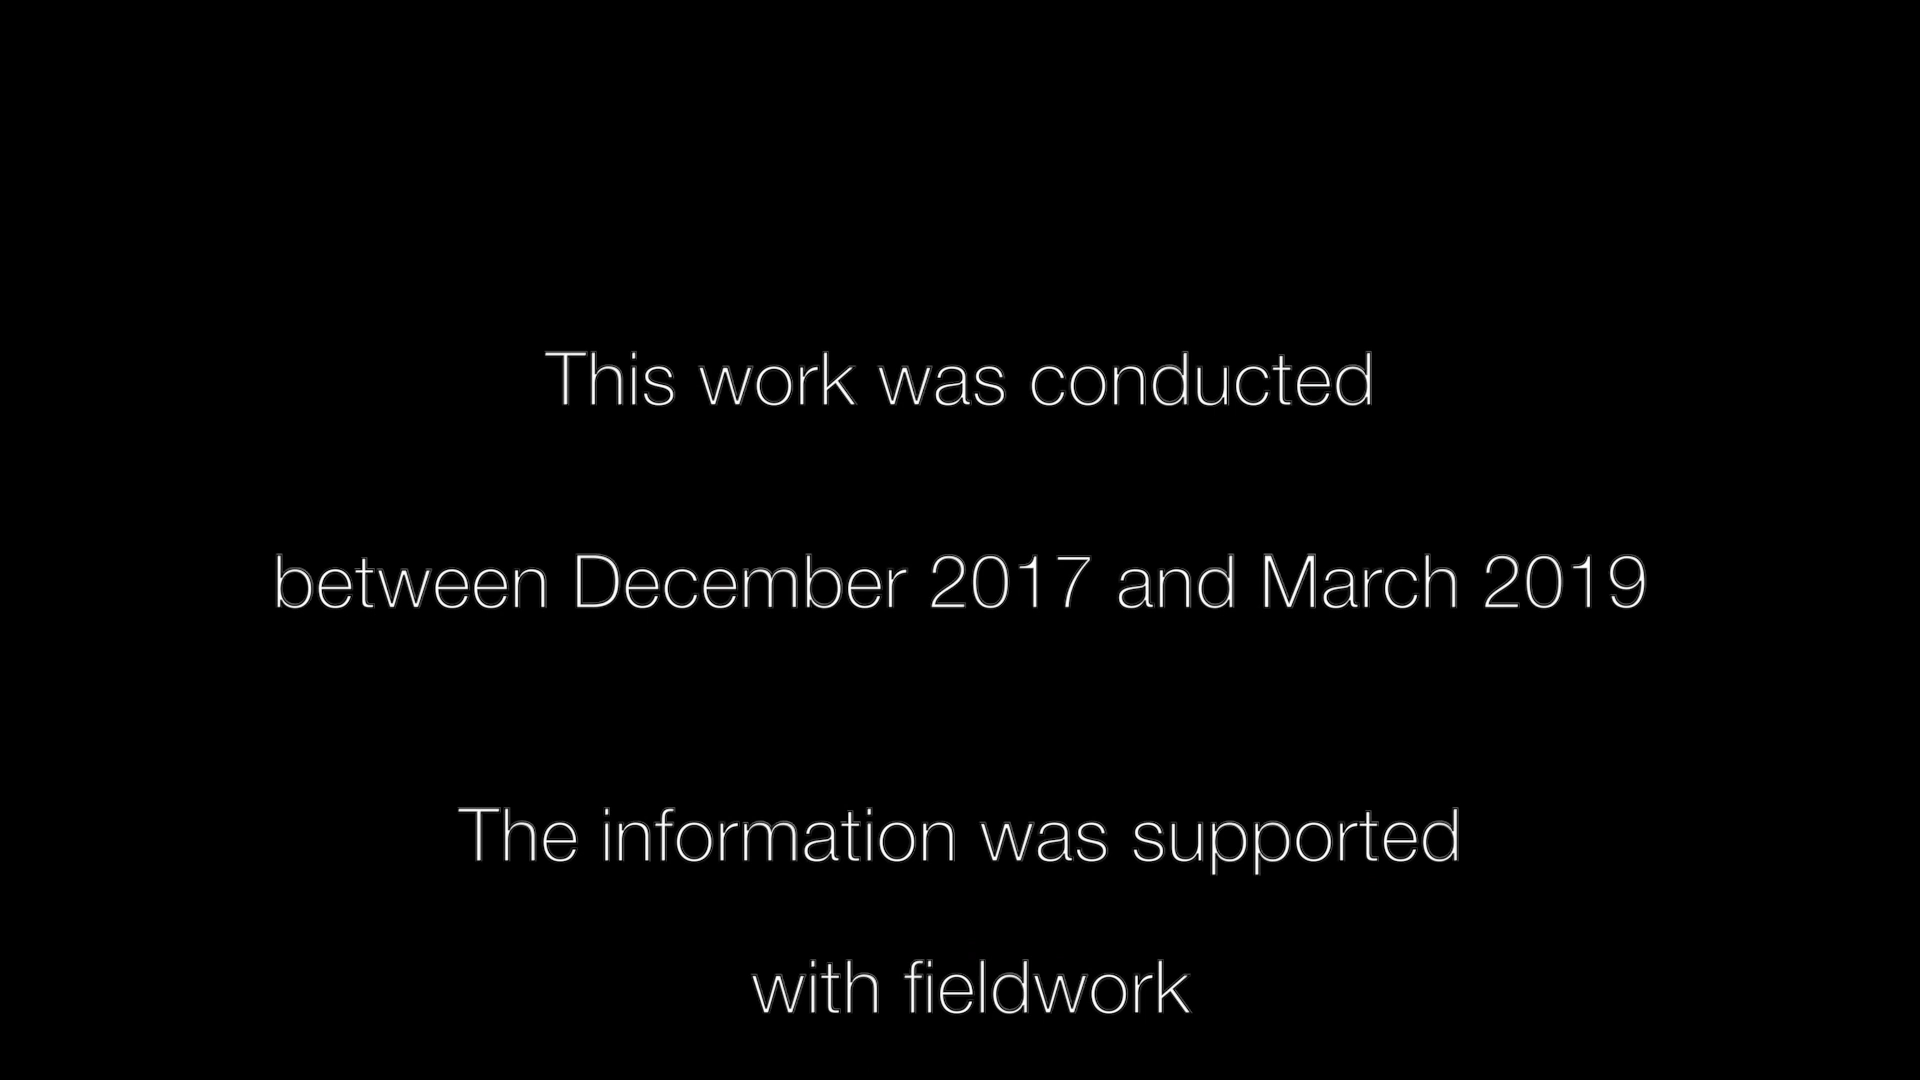 This work was conducted
between December 2017 and March 2019
The information was supported
with fieldwork